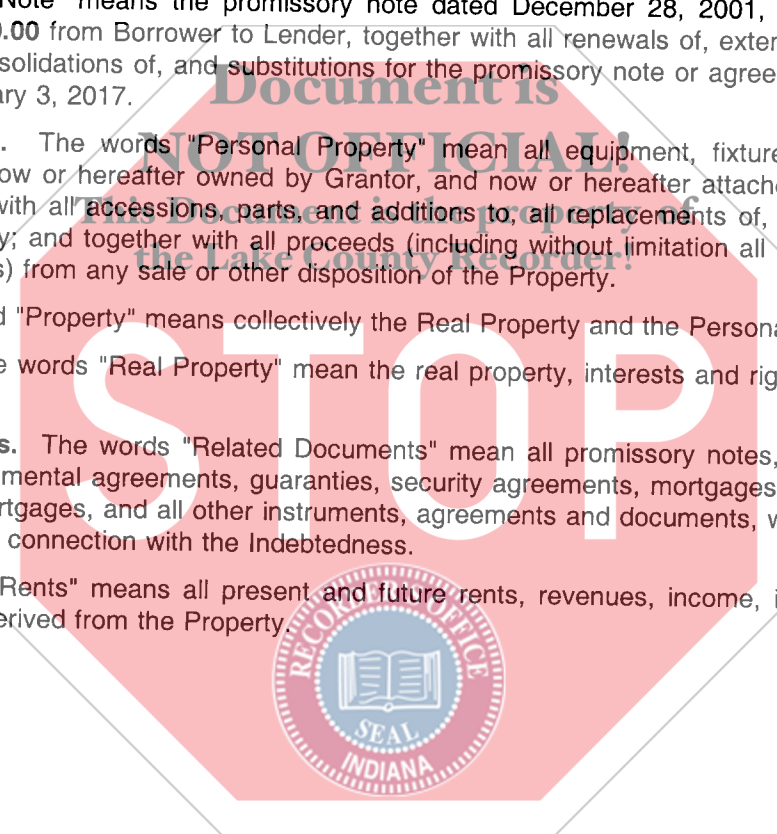 Note" means the promissory note dated December 28, 2001,
0.00 from Borrower to Lender, together with all renewals of, exten
solidations of, and substitutions for the promissory note or agree
ary 3, 2017.
Document is
NOT OFFICIAL!
This Document is the property of
the Lake County Recorder!
. The words "Personal Property" mean all equipment, fixture
ow or hereafter owned by Grantor, and now or hereafter attache
with all accessions, parts, and additions to, all replacements of,
y; and together with all proceeds (including without limitation all
s) from any sale or other disposition of the Property.
d "Property" means collectively the Real Property and the Persona
e words "Real Property" mean the real property, interests and rig
STOP
s. The words "Related Documents" mean all promissory notes,
mental agreements, guaranties, security agreements, mortgages
rtgages, and all other instruments, agreements and documents, w
connection with the Indebtedness.
Rents" means all present and future rents, revenues, income, i
erived from the Property.
RECORDER'S OFFICE
SEAL
INDIANA